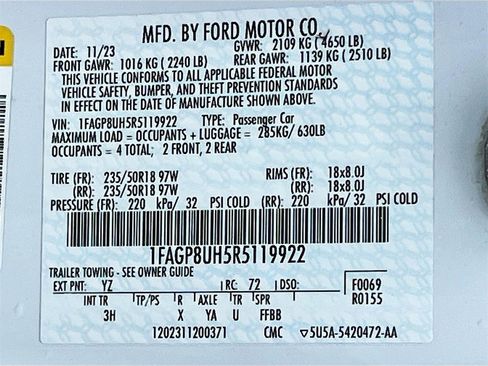 MFD. BY FORD MOTOR CO.
DATE: 11/23 GVWR: 2109 KG ( 4650 LB)
FRONT GAWR: 1016 KG ( 2240 LB) REAR GAWR: 1139 KG ( 2510 LB)
THIS VEHICLE CONFORMS TO ALL APPLICABLE FEDERAL MOTOR
VEHICLE SAFETY, BUMPER, AND THEFT PREVENTION STANDARDS
IN EFFECT ON THE DATE OF MANUFACTURE SHOWN ABOVE.
VIN: 1FAGP8UH5R5119922 TYPE: Passenger Car
MAXIMUM LOAD = OCCUPANTS + LUGGAGE = 285KG/ 630LB
OCCUPANTS = 4 TOTAL; 2 FRONT, 2 REAR
TIRE (FR): 235/50R18 97W RIMS (FR): 18x8.0J
(RR): 235/50R18 97W (RR): 18x8.0J
PRESSURE (FR): 220 kPa/ 32 PSI COLD (RR): 220 kPa/ 32 PSI COLD
1FAGP8UH5R5119922
TRAILER TOWING - SEE OWNER GUIDE
EXT PNT: YZ RC: 72 DSO: F0069
INT TR TP/PS R AXLE TR SPR R0155
3H X YA U FFBB
1202311200371 CMC 5U5A-5420472-AA